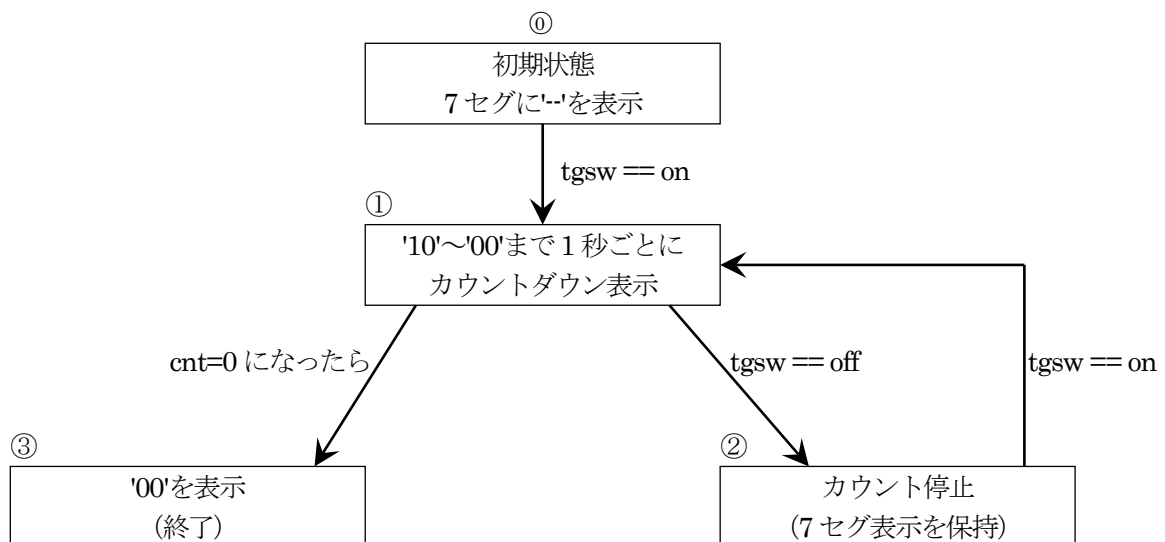 ⓪
初期状態
7セグに'--'を表示
tgsw == on
①
'10'～'00'まで1秒ごとに
カウントダウン表示
cnt=0 になったら
tgsw == off
tgsw == on
③
'00'を表示
（終了）
②
カウント停止
（7セグ表示を保持）